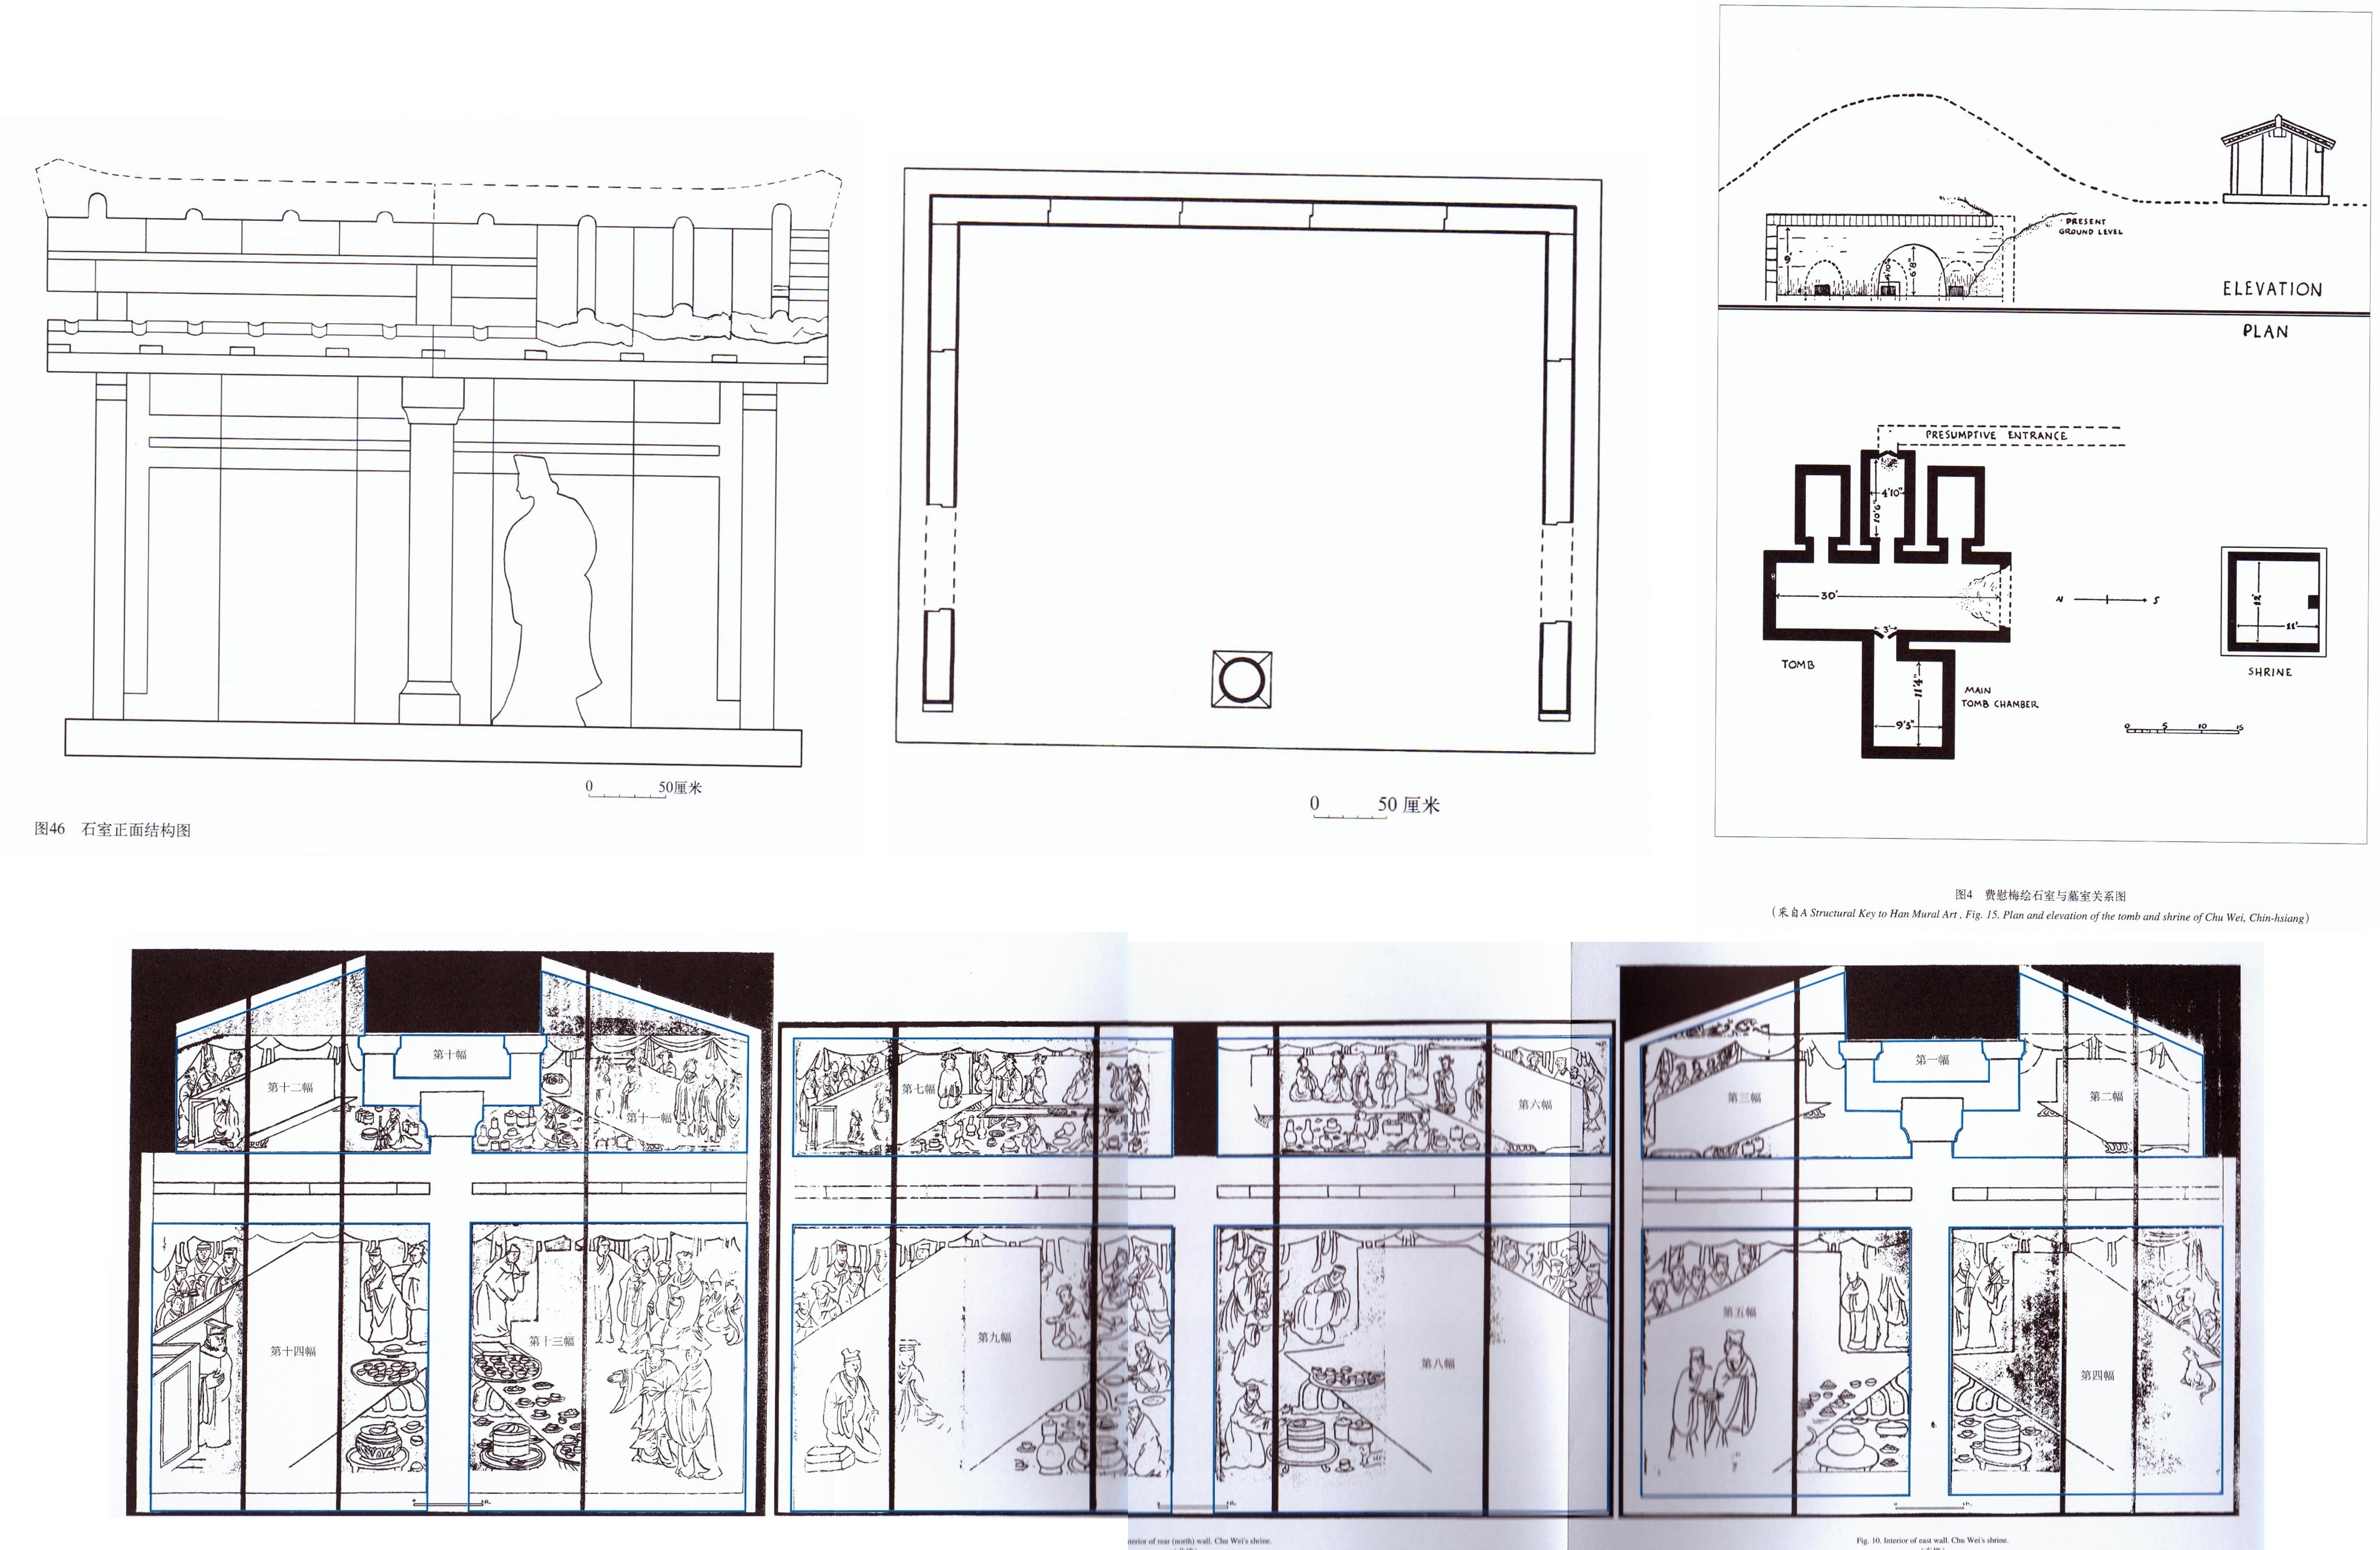 0 50厘米
图46 石室正面结构图
0 50 厘米
PRESENT
GROUND LEVEL
9'
6'8"
ELEVATION
PLAN
PRESUMPTIVE ENTRANCE
4'10"
10'6"
30'
3'
N S
12'
11'
TOMB
SHRINE
MAIN
TOMB CHAMBER
11'4"
9'3"
0 5 10 15
图4 费慰梅绘石室与墓室关系图
(采自A Structural Key to Han Mural Art , Fig. 15. Plan and elevation of the tomb and shrine of Chu Wei, Chin-hsiang)
第十幅
第十二幅
第十一幅
第十四幅
第十三幅
第七幅
第六幅
第九幅
第八幅
第一幅
第三幅
第二幅
第五幅
第四幅
nterior of rear (north) wall. Chu Wei's shrine.
Fig. 10. Interior of east wall. Chu Wei's shrine.